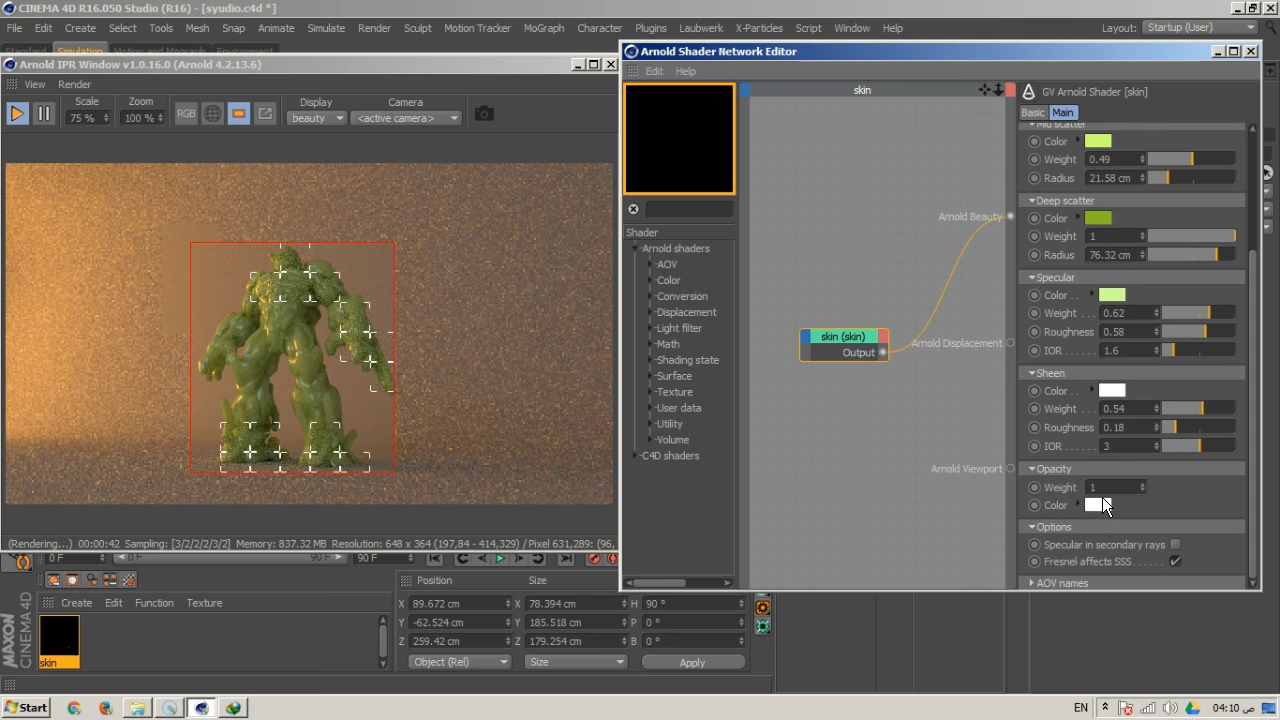 CINEMA 4D R16.050 Studio (R16) - [syudio.c4d *]
File Edit Create Select Tools Mesh Snap Animate Simulate Render Sculpt Motion Tracker MoGraph Character Plugins Laubwerk X-Particles Script Window Help
Layout: Startup (User)
Standard Simulation Motion and Mograph Environment
Arnold IPR Window v1.0.16.0 (Arnold 4.2.13.6)
View Render
Scale Zoom Display Camera
75 % 100 % RGB beauty <active camera>
(Rendering...) 00:00:42 Sampling: [3/2/2/2/3/2] Memory: 837.32 MB Resolution: 648 x 364 (197,84 - 414,329) / Pixel 631,289: (96,
Arnold Shader Network Editor
Edit Help
Shader
Arnold shaders
AOV
Color
Conversion
Displacement
Light filter
Math
Shading state
Surface
Texture
User data
Utility
Volume
C4D shaders
skin
Arnold Beauty
skin (skin)
Output
Arnold Displacement
Arnold Viewport
GV Arnold Shader [skin]
Basic Main
Mid scatter
Color
Weight 0.49
Radius 21.58 cm
Deep scatter
Color
Weight 1
Radius 76.32 cm
Specular
Color . .
Weight . . . 0.62
Roughness 0.58
IOR . . . . . . 1.6
Sheen
Color . . .
Weight . . . 0.54
Roughness 0.18
IOR . . . . . . 3
Opacity
Weight 1
Color
Options
Specular in secondary rays
Fresnel affects SSS . . . . . ✓
AOV names
0 F 0 F 90 F 90 F
Create Edit Function Texture
skin
Position Size
X 89.672 cm X 78.394 cm H 90 °
Y -62.524 cm Y 185.518 cm P 0 °
Z 259.42 cm Z 179.254 cm B 0 °
Object (Rel) Size Apply
MAXON
CINEMA 4D
Start
EN
04:10 ص